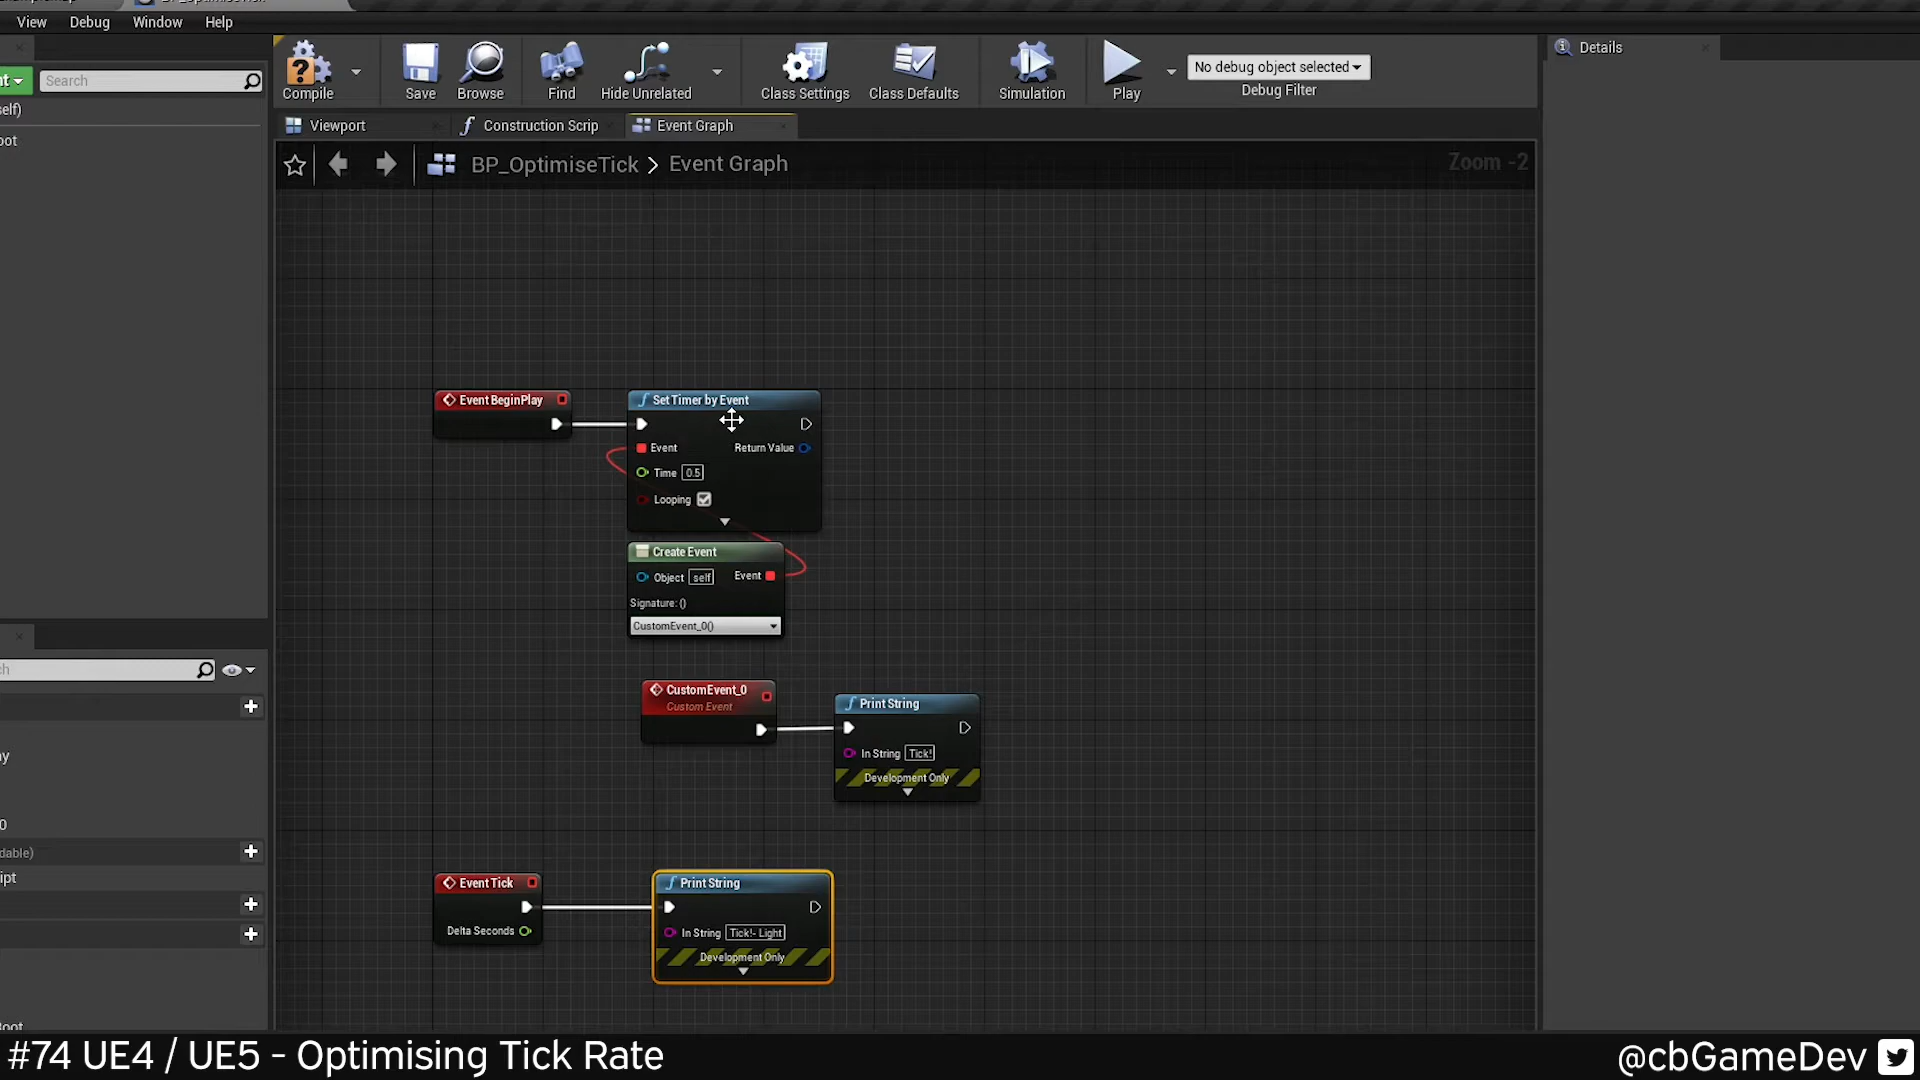 View Debug Window Help
Search
Compile
Save
Browse
Find
Hide Unrelated
Class Settings
Class Defaults
Simulation
Play
No debug object selected
Debug Filter
Details
Viewport
Construction Scrip
Event Graph
BP_OptimiseTick > Event Graph
Zoom -2
Event BeginPlay
Set Timer by Event
Event
Return Value
Time 0.5
Looping
Create Event
Object self
Event
Signature: ()
CustomEvent_0()
CustomEvent_0
Custom Event
Print String
In String Tick!
Development Only
Event Tick
Delta Seconds
Print String
In String Tick!- Light
Development Only
#74 UE4 / UE5 - Optimising Tick Rate
@cbGameDev